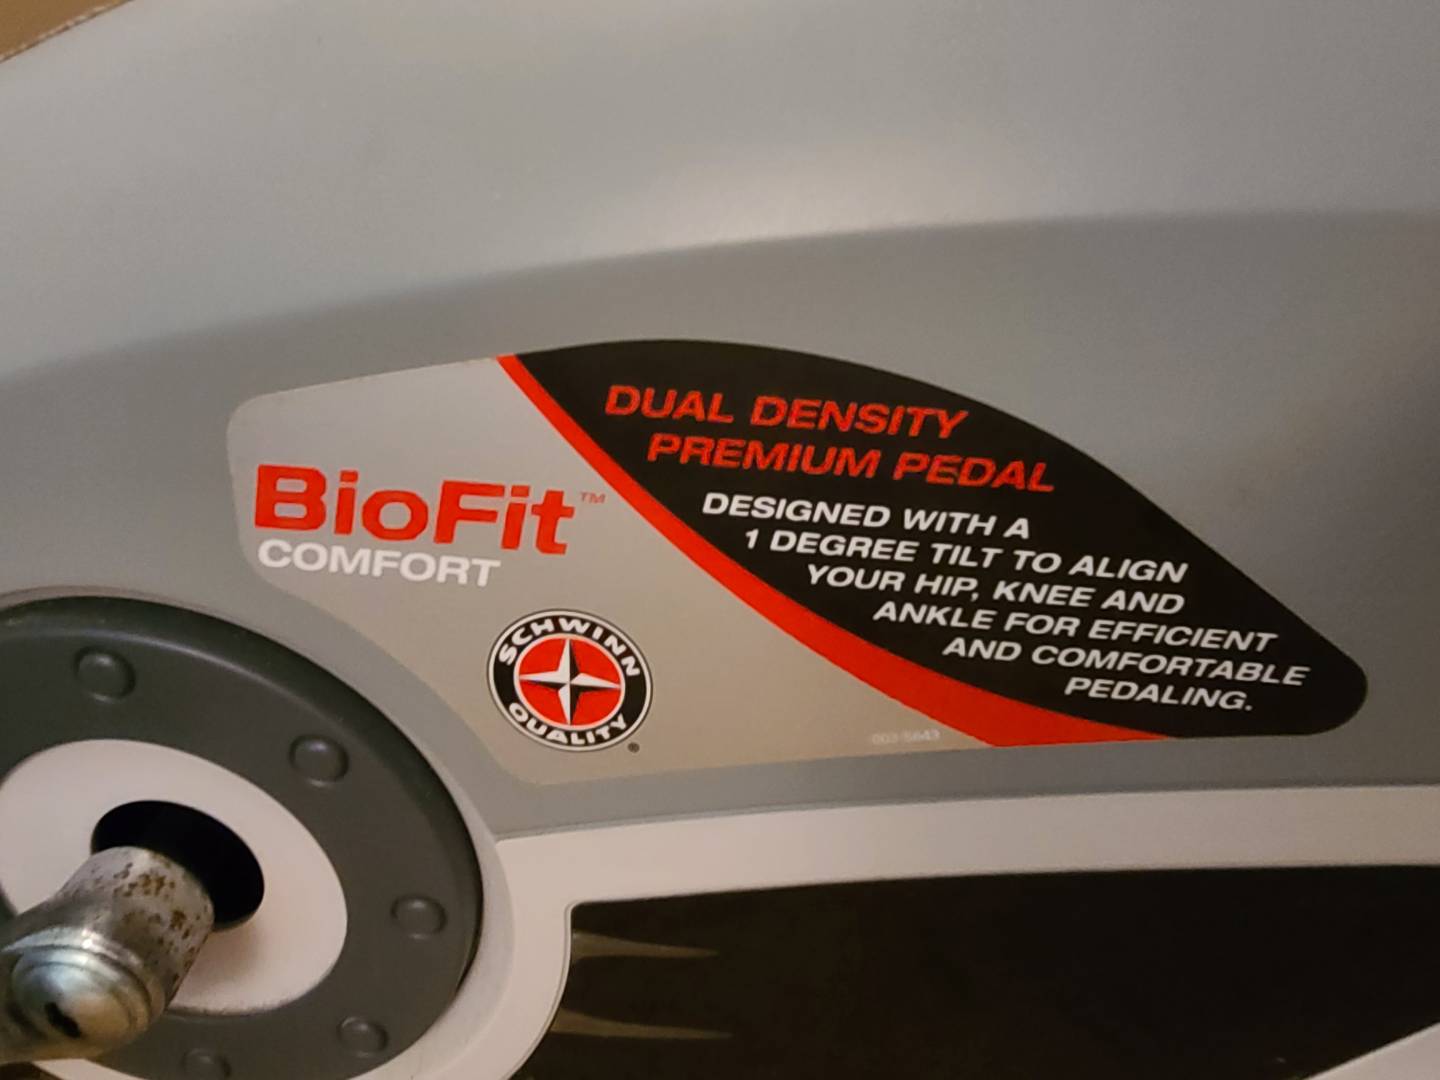 BioFit™
COMFORT
SCHWINN
QUALITY
®
DUAL DENSITY
PREMIUM PEDAL
DESIGNED WITH A
1 DEGREE TILT TO ALIGN
YOUR HIP, KNEE AND
ANKLE FOR EFFICIENT
AND COMFORTABLE
PEDALING.